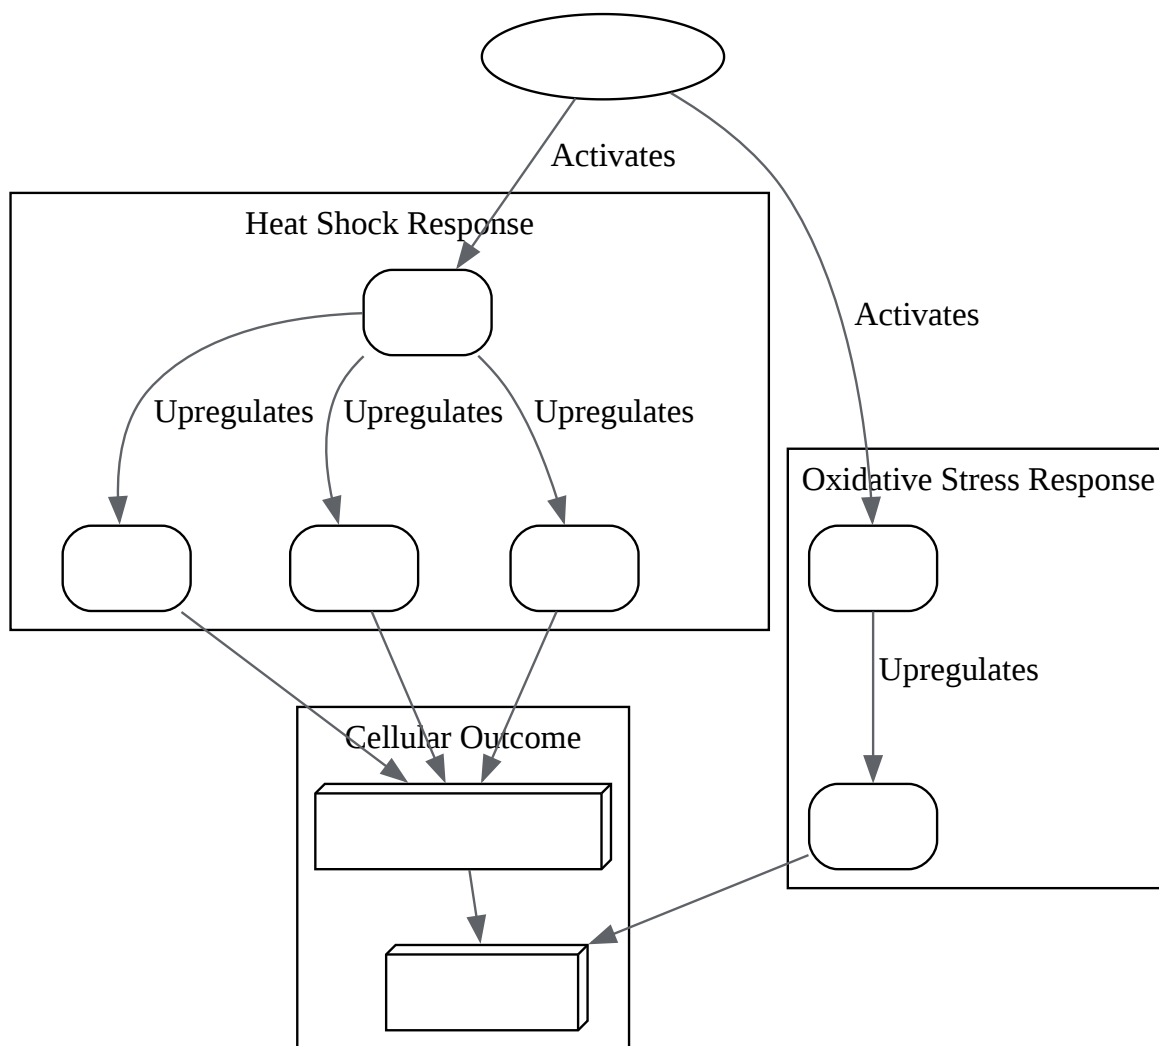 Activates
Heat Shock Response
Activates
Upregulates
Upregulates
Upregulates
Oxidative Stress Response
Upregulates
Cellular Outcome